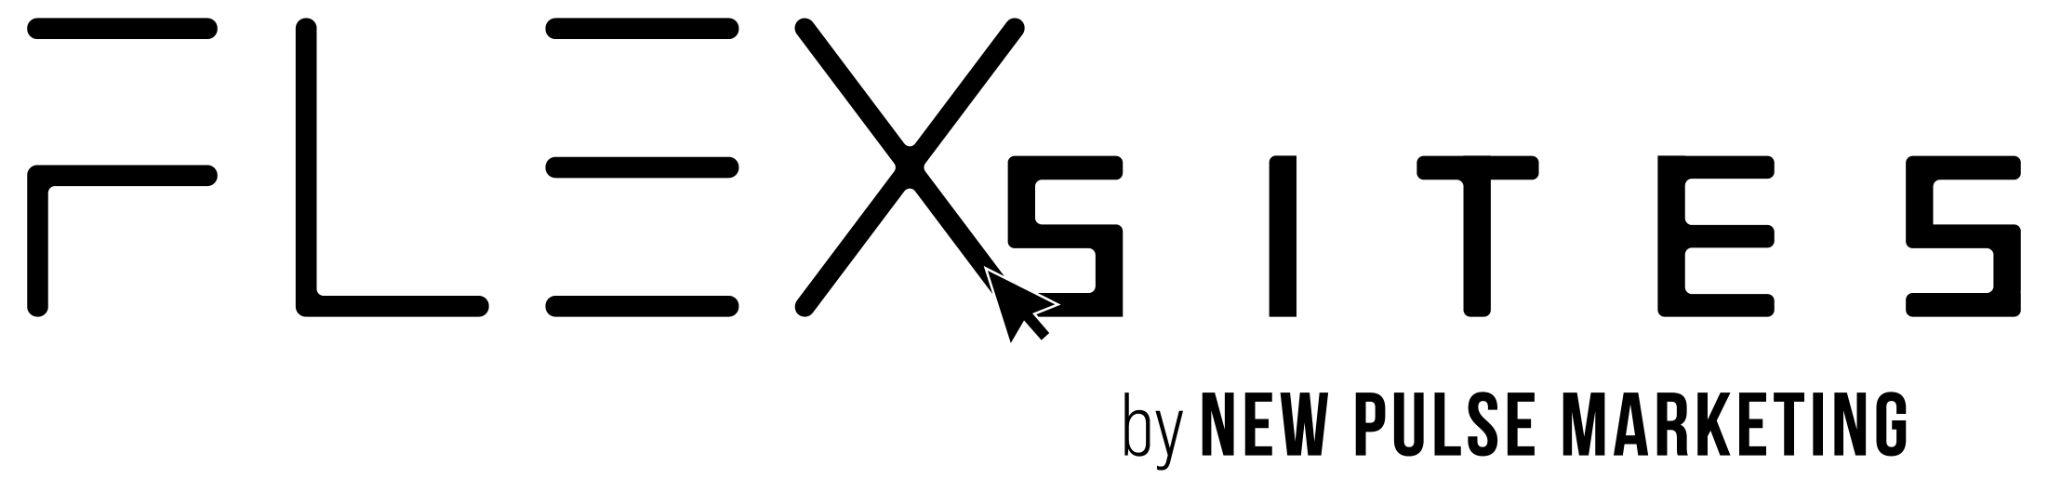 FLEXSITES
by NEW PULSE MARKETING